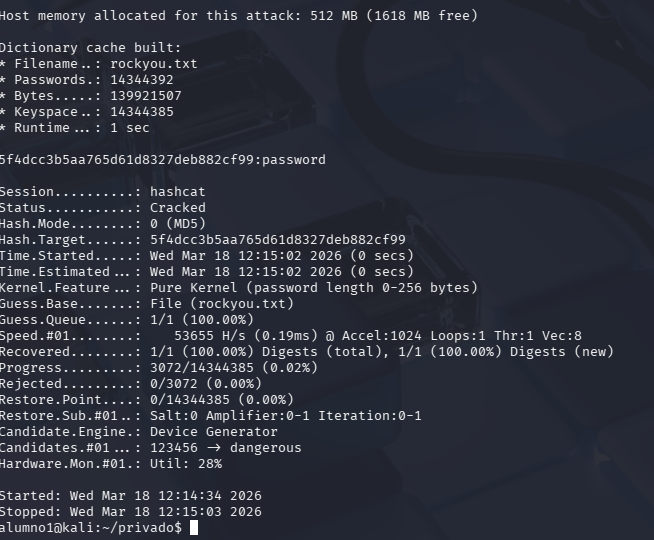 Host memory allocated for this attack: 512 MB (1618 MB free)
Dictionary cache built:
* Filename..: rockyou.txt
* Passwords.: 14344392
* Bytes.....: 139921507
* Keyspace..: 14344385
* Runtime...: 1 sec
5f4dcc3b5aa765d61d8327deb882cf99:password
Session..........: hashcat
Status...........: Cracked
Hash.Mode........: 0 (MD5)
Hash.Target......: 5f4dcc3b5aa765d61d8327deb882cf99
Time.Started.....: Wed Mar 18 12:15:02 2026 (0 secs)
Time.Estimated...: Wed Mar 18 12:15:02 2026 (0 secs)
Kernel.Feature...: Pure Kernel (password length 0-256 bytes)
Guess.Base.......: File (rockyou.txt)
Guess.Queue......: 1/1 (100.00%)
Speed.#01........:    53655 H/s (0.19ms) @ Accel:1024 Loops:1 Thr:1 Vec:8
Recovered........: 1/1 (100.00%) Digests (total), 1/1 (100.00%) Digests (new)
Progress.........: 3072/14344385 (0.02%)
Rejected.........: 0/3072 (0.00%)
Restore.Point....: 0/14344385 (0.00%)
Restore.Sub.#01..: Salt:0 Amplifier:0-1 Iteration:0-1
Candidate.Engine.: Device Generator
Candidates.#01...: 123456 -> dangerous
Hardware.Mon.#01.: Util: 28%
Started: Wed Mar 18 12:14:34 2026
Stopped: Wed Mar 18 12:15:03 2026
alumno1@kali:~/privado$